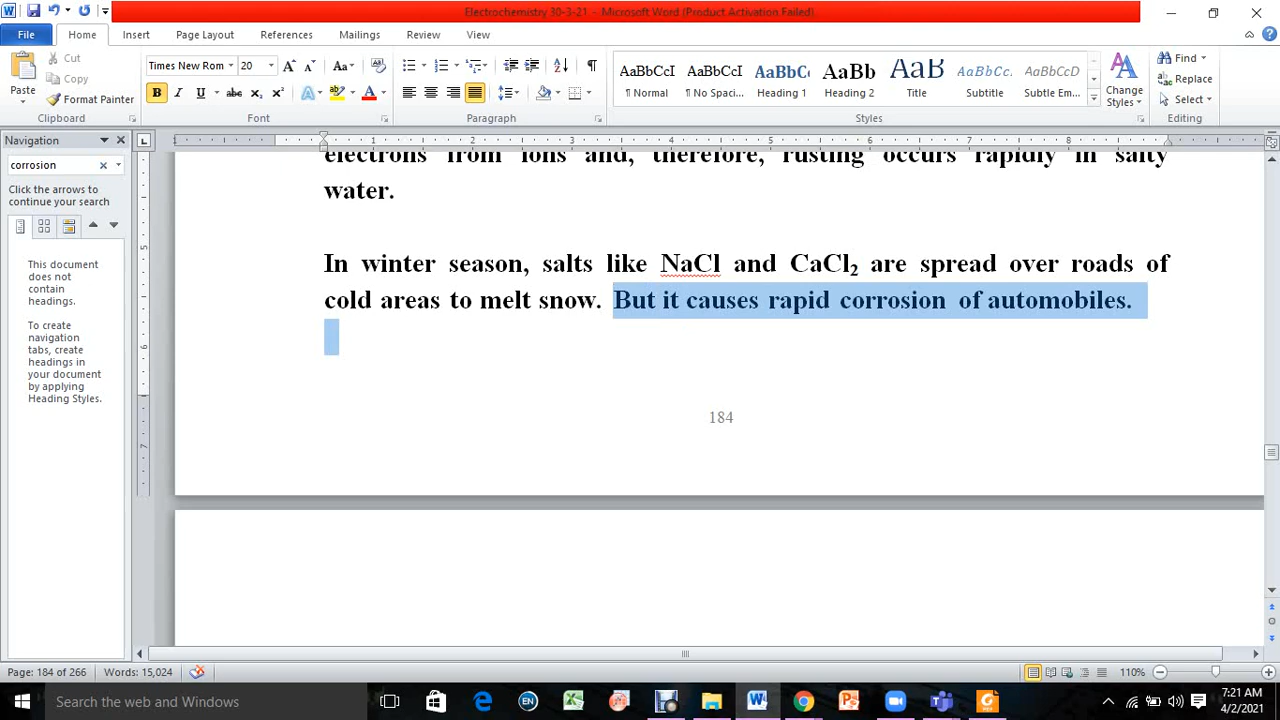 Electrochemistry 30-3-21 - Microsoft Word (Product Activation Failed)
File Home Insert Page Layout References Mailings Review View
Cut
Copy
Format Painter
Paste
Clipboard
Times New Rom 20
Font
Paragraph
AaBbCcI AaBbCcI AaBbCc AaBbCc AaB AaBbCc. AaBbCcD
¶ Normal ¶ No Spaci... Heading 1 Heading 2 Title Subtitle Subtle Em...
Change Styles
Styles
Find
Replace
Select
Editing
Navigation
corrosion
Click the arrows to
continue your search
This document
does not
contain
headings.
To create
navigation
tabs, create
headings in
your document
by applying
Heading Styles.
electrons from ions and, therefore, rusting occurs rapidly in salty
water.
In winter season, salts like NaCl and CaCl₂ are spread over roads of
cold areas to melt snow. But it causes rapid corrosion of automobiles.
184
Page: 184 of 266 Words: 15,024 110%
Search the web and Windows
7:21 AM
4/2/2021